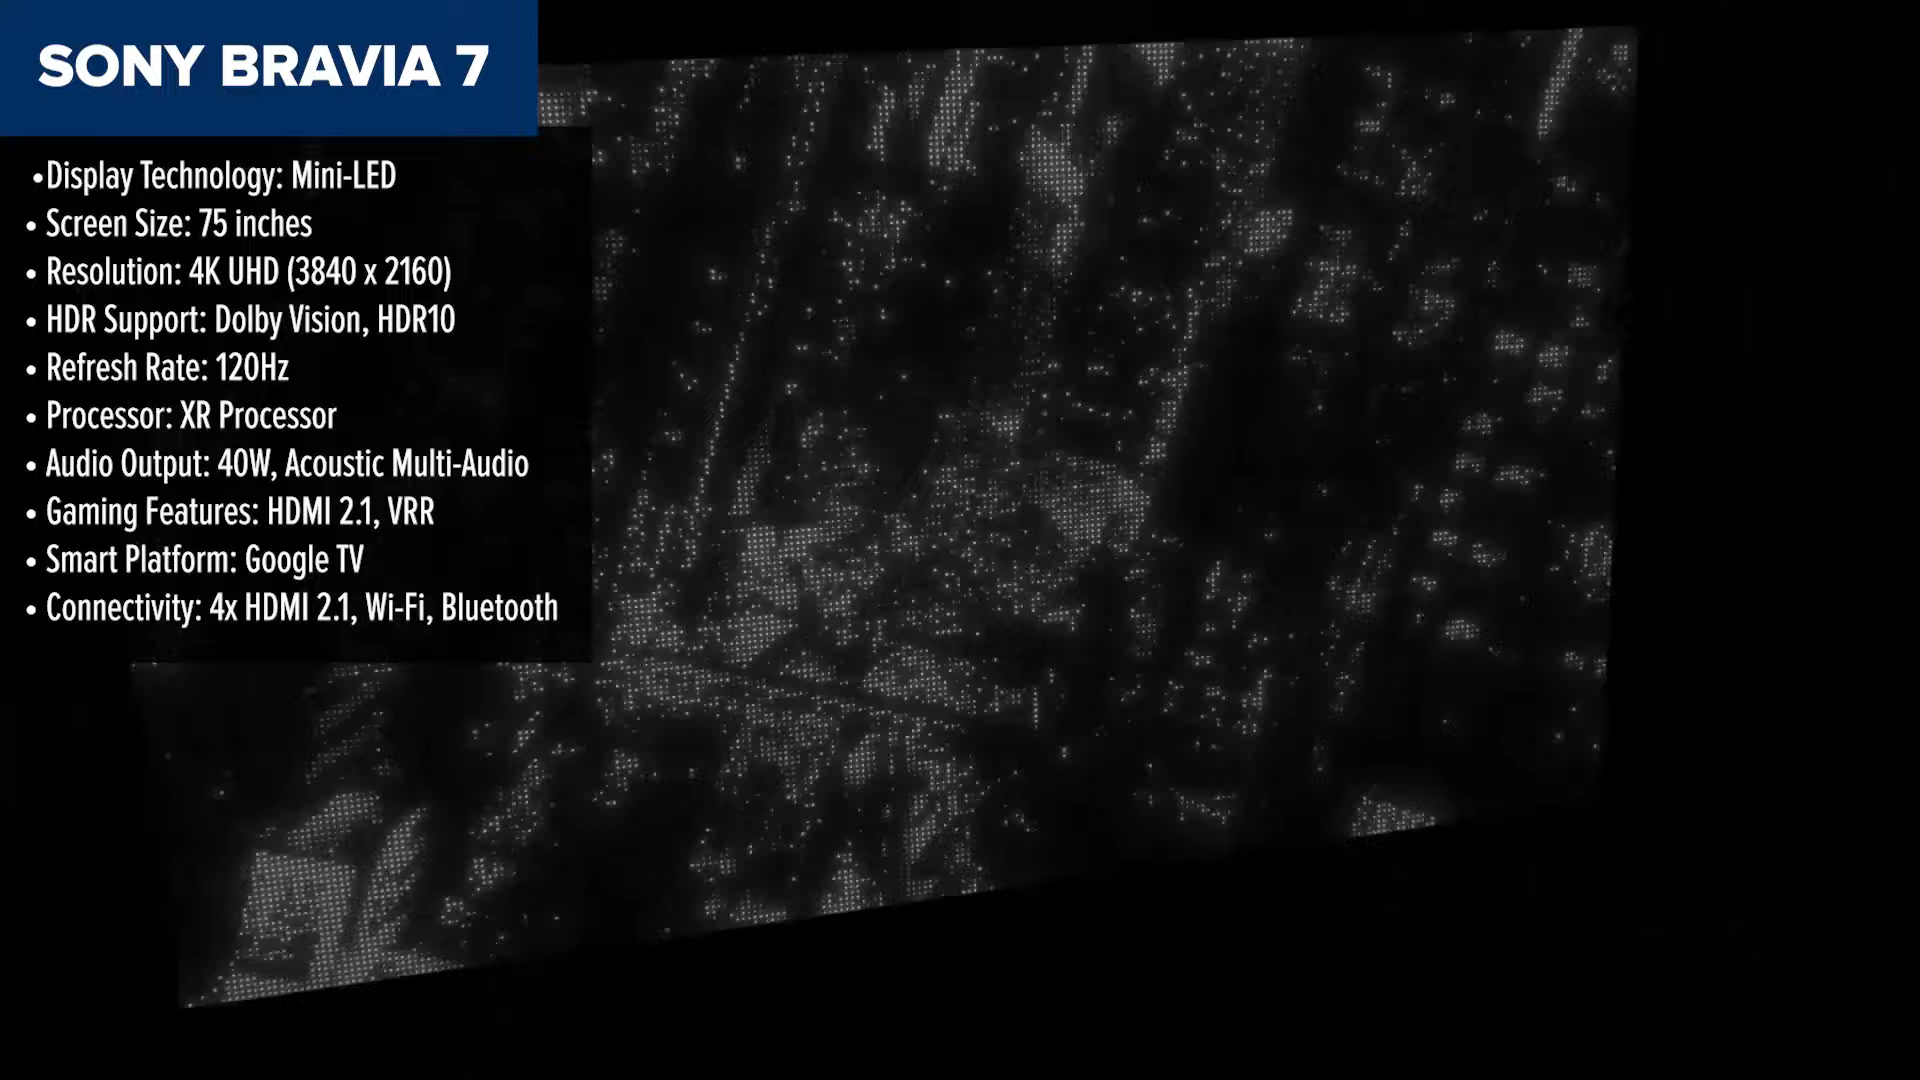 SONY BRAVIA 7
•Display Technology: Mini-LED
• Screen Size: 75 inches
• Resolution: 4K UHD (3840 x 2160)
• HDR Support: Dolby Vision, HDR10
• Refresh Rate: 120Hz
• Processor: XR Processor
• Audio Output: 40W, Acoustic Multi-Audio
• Gaming Features: HDMI 2.1, VRR
• Smart Platform: Google TV
• Connectivity: 4x HDMI 2.1, Wi-Fi, Bluetooth